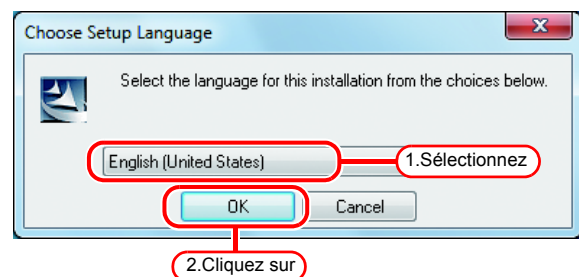 Choose Setup Language
Select the language for this installation from the choices below.
English (United States)
1.Sélectionnez
OK
Cancel
2.Cliquez sur